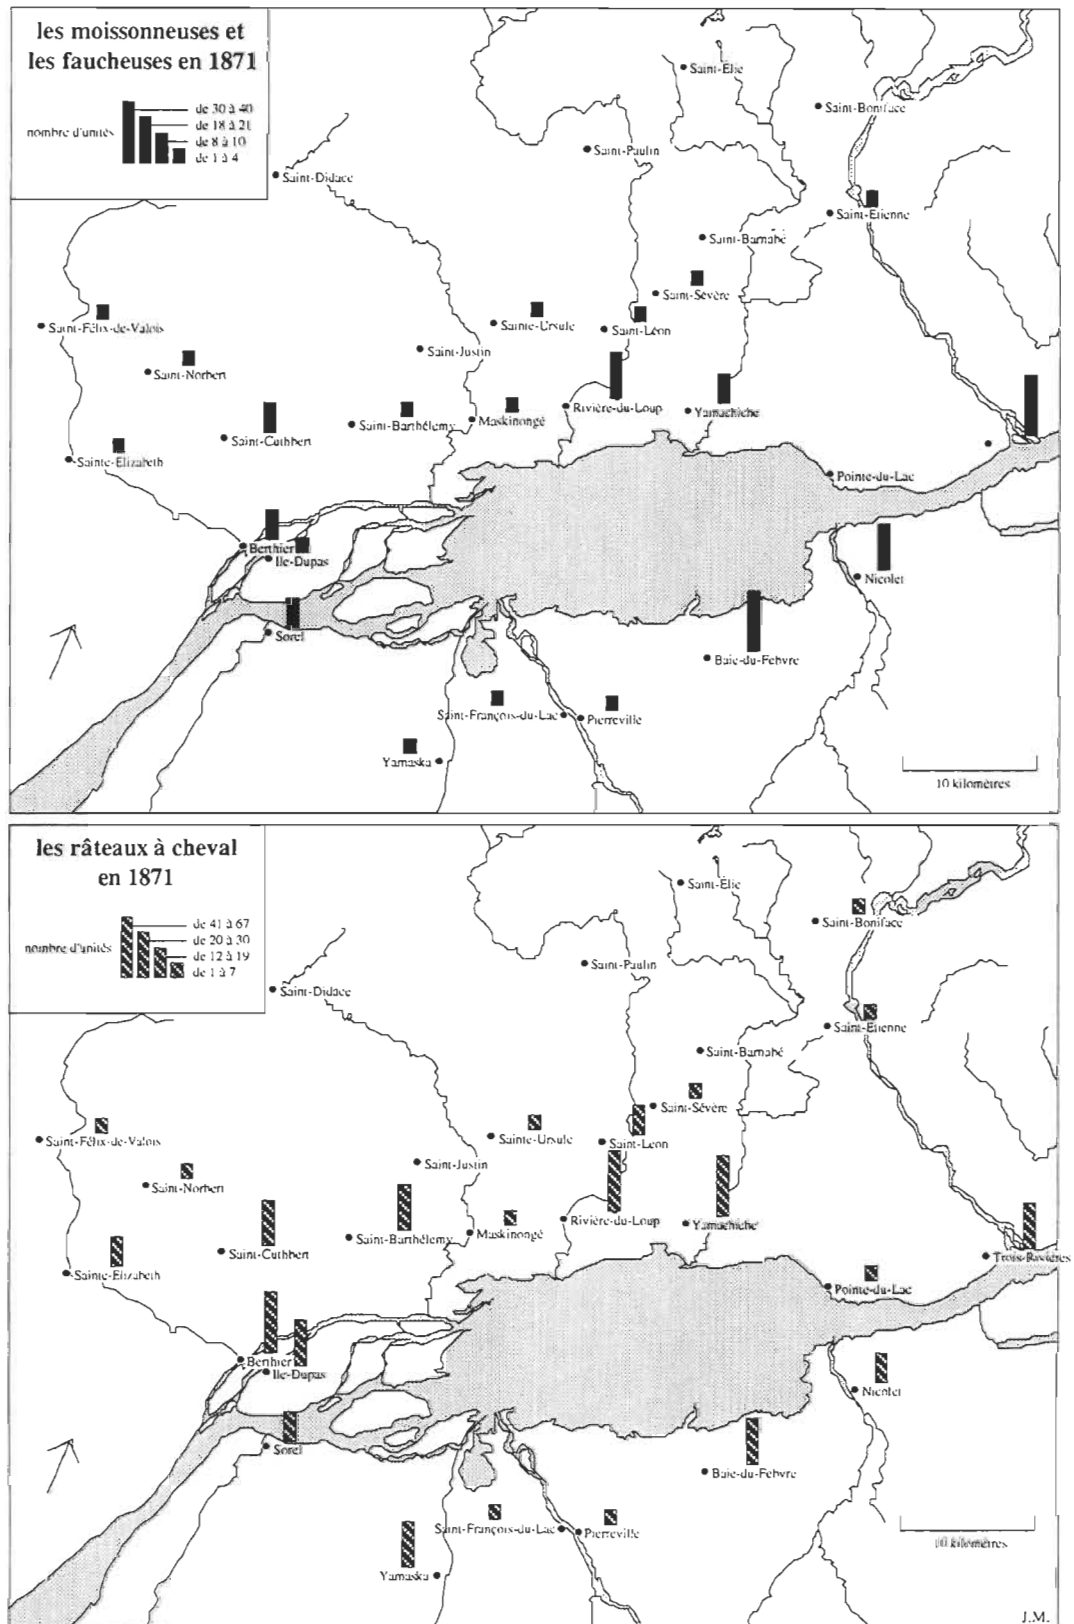 les moissonneuses et
les faucheuses en 1871
nombre d'unités
de 30 à 40
de 18 à 21
de 8 à 10
de 1 à 4
Saint-Élie
Saint-Boniface
Saint-Paulin
Saint-Didace
Saint-Étienne
Saint-Barnabé
Saint-Sévère
Saint-Félix-de-Valois
Sainte-Ursule
Saint-Léon
Saint-Justin
Saint-Norbert
Rivière-du-Loup
Yamachiche
Saint-Cuthbert
Saint-Barthélemy
Maskinongé
Sainte-Elizabeth
Pointe-du-Lac
Berthier
Ile-Dupas
Nicolet
Sorel
Baie-du-Febvre
Saint-François-du-Lac
Pierreville
Yamaska
10 kilomètres
les râteaux à cheval
en 1871
nombre d'unités
de 41 à 67
de 20 à 30
de 12 à 19
de 1 à 7
Saint-Élie
Saint-Boniface
Saint-Paulin
Saint-Didace
Saint-Étienne
Saint-Barnabé
Saint-Sévère
Saint-Félix-de-Valois
Sainte-Ursule
Saint-Léon
Saint-Justin
Saint-Norbert
Rivière-du-Loup
Yamachiche
Saint-Cuthbert
Saint-Barthélemy
Maskinongé
Trois-Rivières
Sainte-Elizabeth
Pointe-du-Lac
Berthier
Ile-Dupas
Nicolet
Sorel
Baie-du-Febvre
Saint-François-du-Lac
Pierreville
Yamaska
10 kilomètres
J.M.